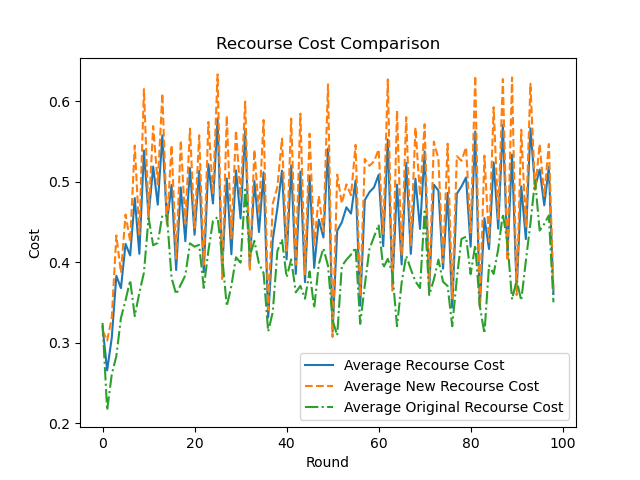 Recourse Cost Comparison
Cost
0.6
0.5
0.4
0.3
0.2
Average Recourse Cost
Average New Recourse Cost
Average Original Recourse Cost
0 20 40 60 80 100
Round